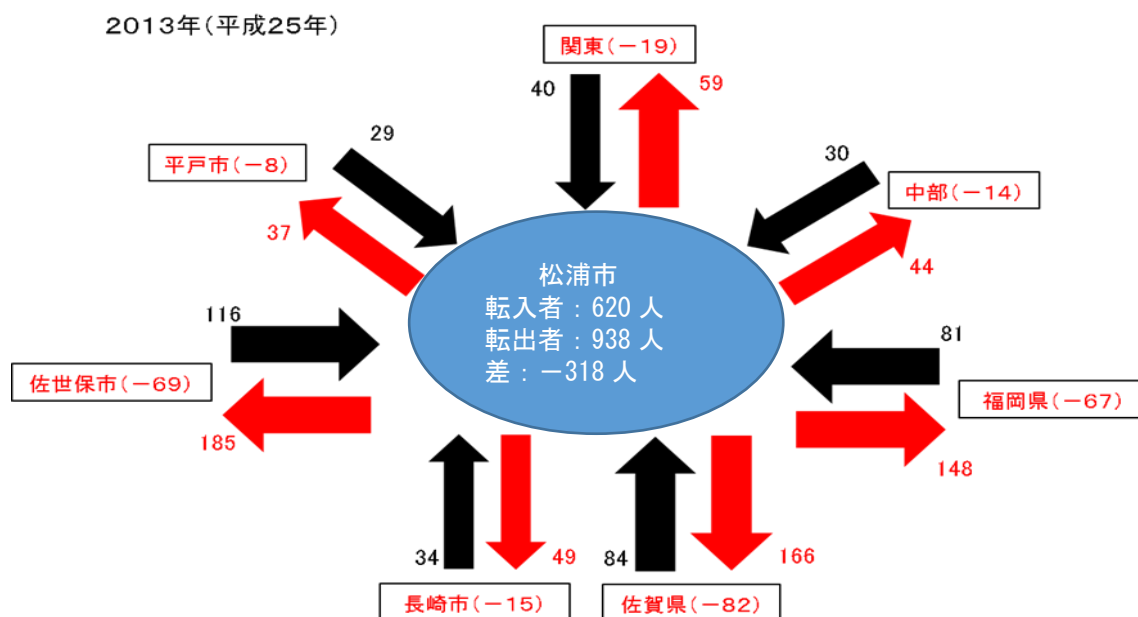 2013年(平成25年)
関東(－19)
40
59
29
平戸市(－8)
37
30
中部(－14)
44
松浦市
転入者：620 人
転出者：938 人
差：－318 人
116
佐世保市(－69)
185
81
福岡県(－67)
148
34
49
長崎市(－15)
84
166
佐賀県(－82)